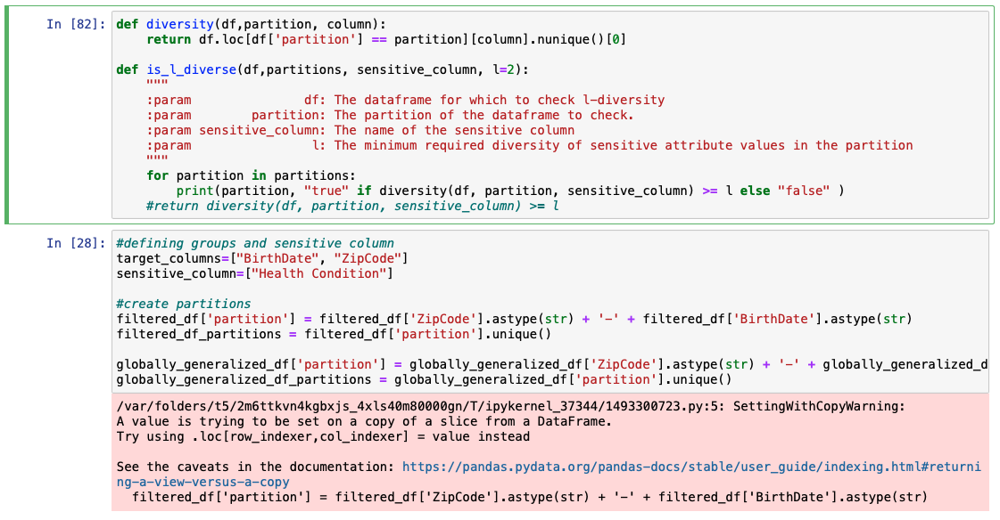 In [82]: def diversity(df,partition, column):
    return df.loc[df['partition'] == partition][column].nunique()[0]

def is_l_diverse(df,partitions, sensitive_column, l=2):
    """
    :param               df: The dataframe for which to check l-diversity
    :param        partition: The partition of the dataframe to check.
    :param sensitive_column: The name of the sensitive column
    :param                l: The minimum required diversity of sensitive attribute values in the partition
    """
    for partition in partitions:
        print(partition, "true" if diversity(df, partition, sensitive_column) >= l else "false" )
    #return diversity(df, partition, sensitive_column) >= l
In [28]: #defining groups and sensitive column
target_columns=["BirthDate", "ZipCode"]
sensitive_column=["Health Condition"]

#create partitions
filtered_df['partition'] = filtered_df['ZipCode'].astype(str) + '-' + filtered_df['BirthDate'].astype(str)
filtered_df_partitions = filtered_df['partition'].unique()

globally_generalized_df['partition'] = globally_generalized_df['ZipCode'].astype(str) + '-' + globally_generalized_d
globally_generalized_df_partitions = globally_generalized_df['partition'].unique()
/var/folders/t5/2m6ttkvn4kgbxjs_4xls40m80000gn/T/ipykernel_37344/1493300723.py:5: SettingWithCopyWarning:
A value is trying to be set on a copy of a slice from a DataFrame.
Try using .loc[row_indexer,col_indexer] = value instead

See the caveats in the documentation: https://pandas.pydata.org/pandas-docs/stable/user_guide/indexing.html#returni
ng-a-view-versus-a-copy
  filtered_df['partition'] = filtered_df['ZipCode'].astype(str) + '-' + filtered_df['BirthDate'].astype(str)